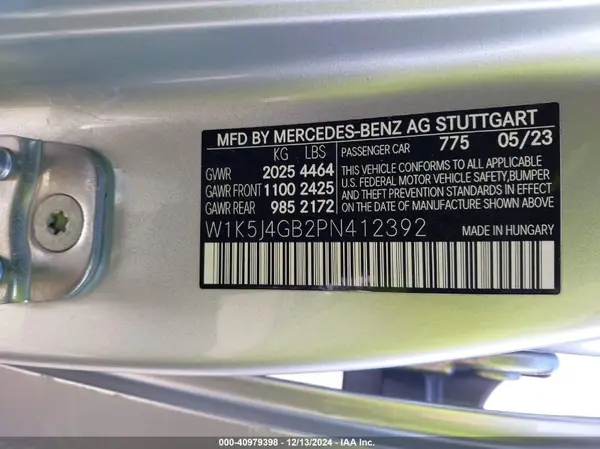 MFD BY MERCEDES-BENZ AG STUTTGART
KG LBS PASSENGER CAR 775 05/23
GVWR 2025 4464
GAWR FRONT 1100 2425
GAWR REAR 985 2172
THIS VEHICLE CONFORMS TO ALL APPLICABLE
U.S. FEDERAL MOTOR VEHICLE SAFETY,BUMPER
AND THEFT PREVENTION STANDARDS IN EFFECT
ON THE DATE OF MANUFACTURE SHOWN ABOVE
W1K5J4GB2PN412392
MADE IN HUNGARY
000-40979398 - 12/13/2024 - IAA Inc.